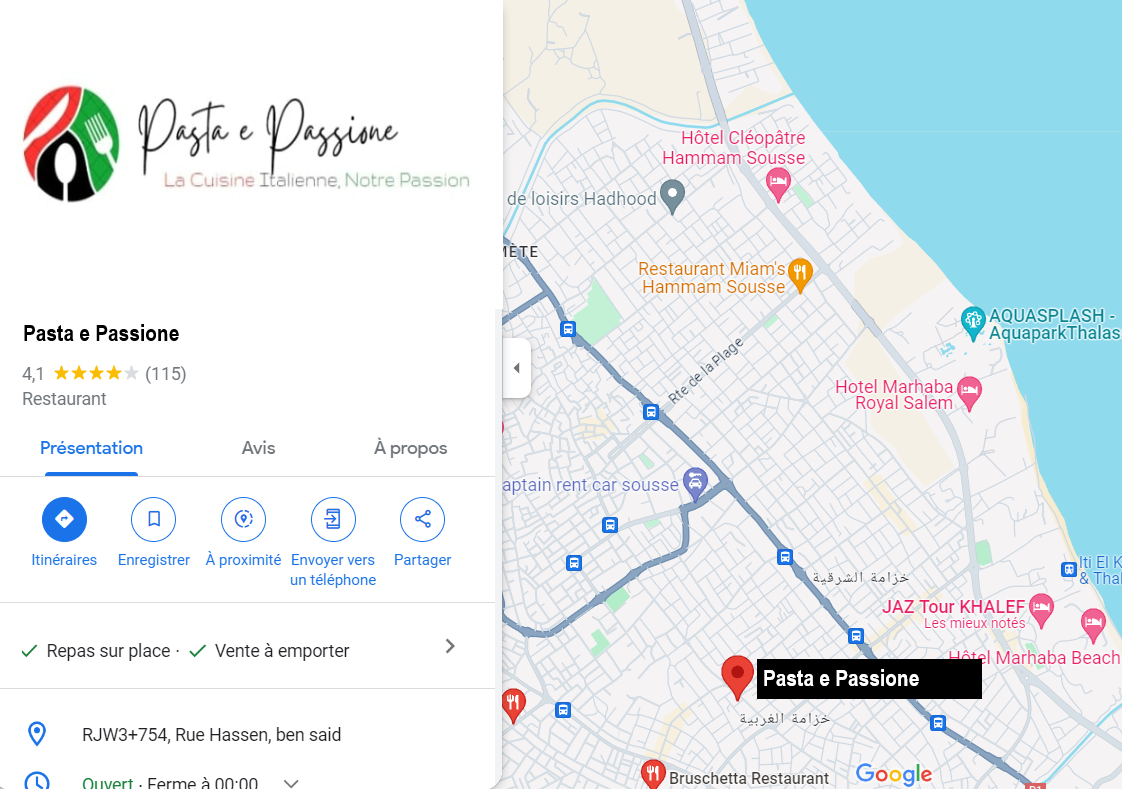 Pasta e Passione
La Cuisine Italienne, Notre Passion
Pasta e Passione
4,1 (115)
Restaurant
Présentation
Avis
À propos
Itinéraires
Enregistrer
À proximité
Envoyer vers
un téléphone
Partager
Repas sur place · Vente à emporter
RJW3+754, Rue Hassen, ben said
Ouvert · Ferme à 00:00
Hôtel Cléopâtre
Hammam Sousse
de loisirs Hadhood
Restaurant Miam's
Hammam Sousse
AQUASPLASH -
AquaparkThalas
Rte de la Plage
Hotel Marhaba
Royal Salem
aptain rent car sousse
خزامة الشرقية
Iti El K
& Thal
JAZ Tour KHALEF
Les mieux notés
Hôtel Marhaba Beach
Pasta e Passione
خزامة الغربية
Bruschetta Restaurant
Google